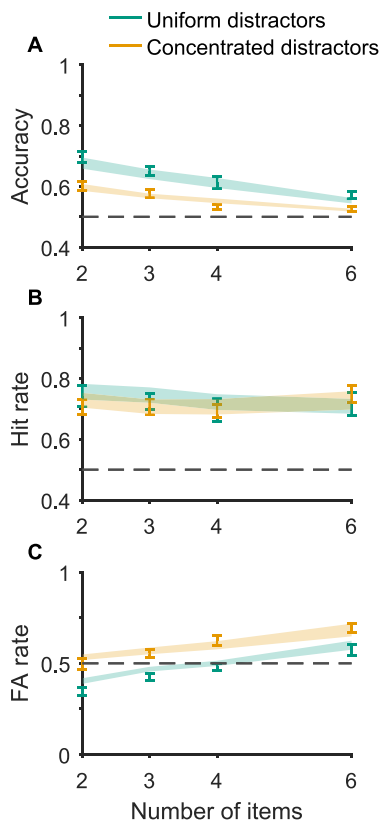 Uniform distractors
Concentrated distractors
A
1
0.8
0.6
0.4
Accuracy
2 3 4 6
B
1
0.8
0.6
0.4
Hit rate
2 3 4 6
C
1
0.5
0
FA rate
2 3 4 6
Number of items